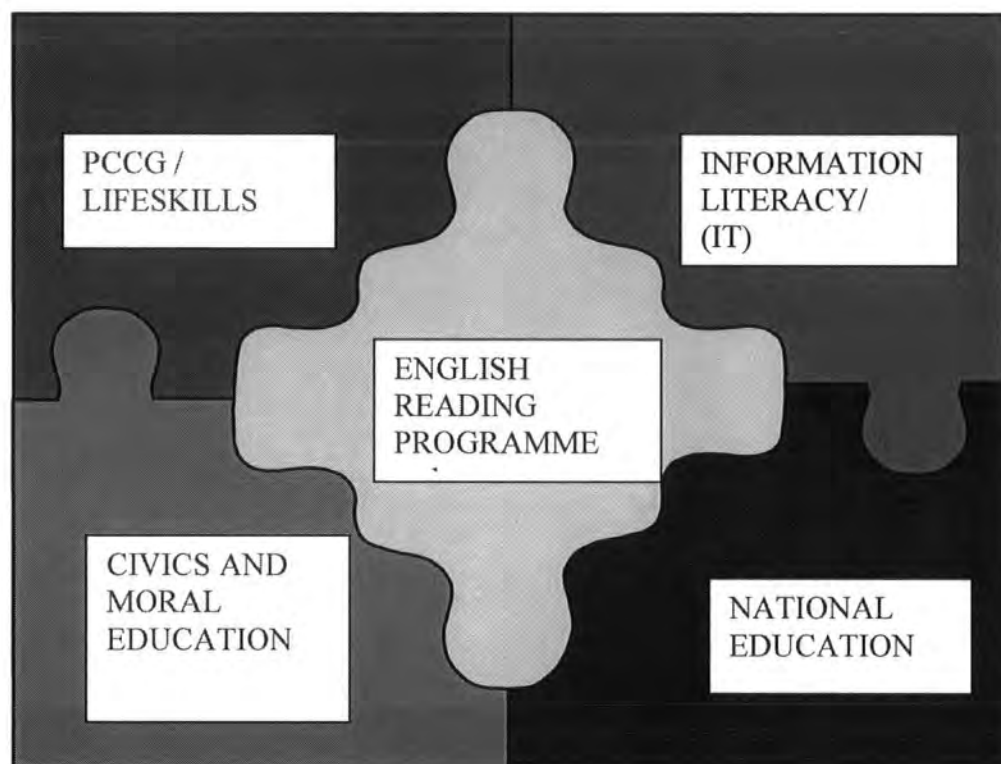 PCCG /
LIFESKILLS
INFORMATION
LITERACY/
(IT)
ENGLISH
READING
PROGRAMME
CIVICS AND
MORAL
EDUCATION
NATIONAL
EDUCATION